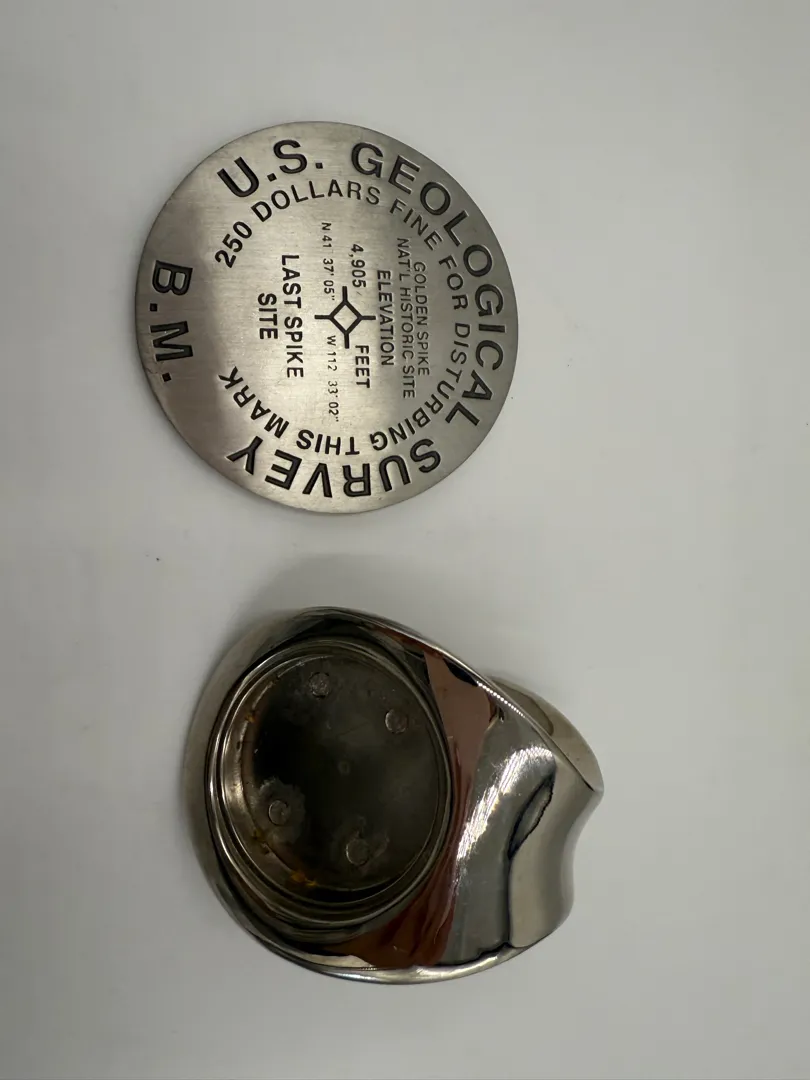 U.S. GEOLOGICAL SURVEY
250 DOLLARS FINE FOR DISTURBING THIS MARK
GOLDEN SPIKE
NAT'L HISTORIC SITE
ELEVATION
4,905 FEET
N 41 37' 05" W 112 33' 02"
LAST SPIKE
SITE
B.M.